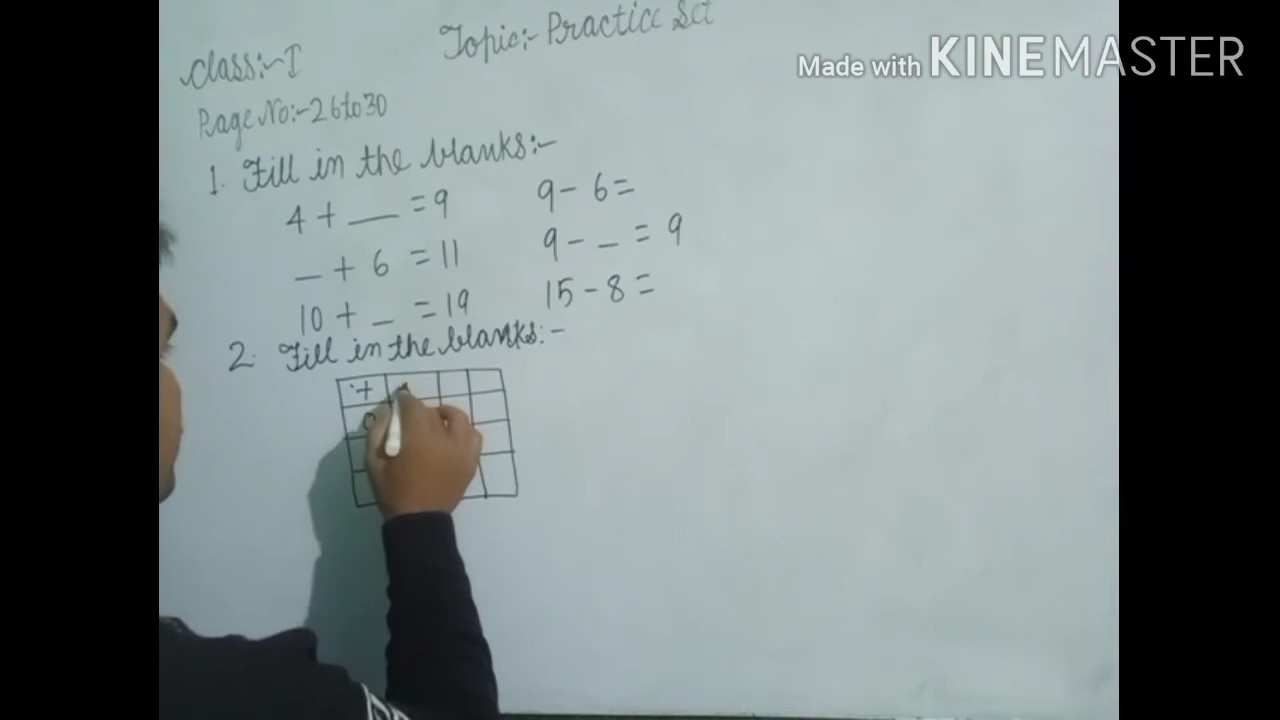 Class:- I
Topic:- Practice Set
Made with KINEMASTER
Page No:- 26 to 30
1. Fill in the blanks:-
4 + __ = 9    9 - 6 =
_ + 6 = 11    9 - _ = 9
10 + _ = 19    15 - 8 =
2. Fill in the blanks:-
+